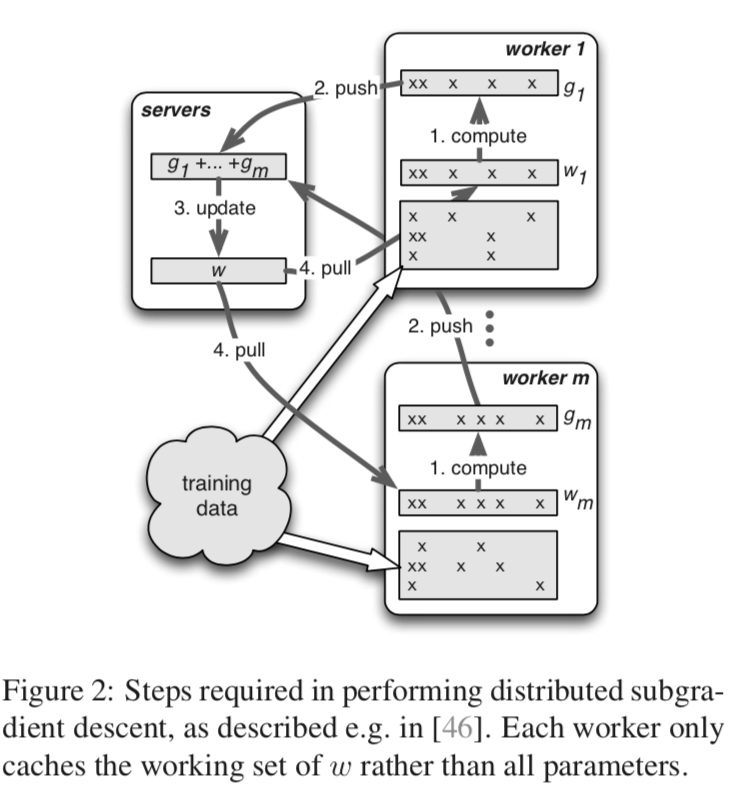 worker 1
2. push
xx x x x g1
servers
1. compute
g1 +... +gm
xx x x x w1
3. update
x x x
xx x
x x
w
4. pull
2. push
4. pull
worker m
xx x x x x gm
training
data
1. compute
xx x x x x wm
x x
xx x x
x x
Figure 2: Steps required in performing distributed subgra-
dient descent, as described e.g. in [46]. Each worker only
caches the working set of w rather than all parameters.